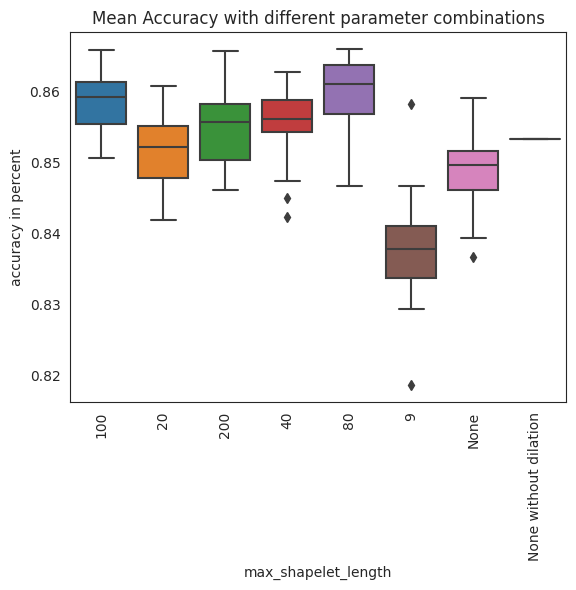 Mean Accuracy with different parameter combinations
accuracy in percent
0.86
0.85
0.84
0.83
0.82
100
20
200
40
80
9
None
None without dilation
max_shapelet_length